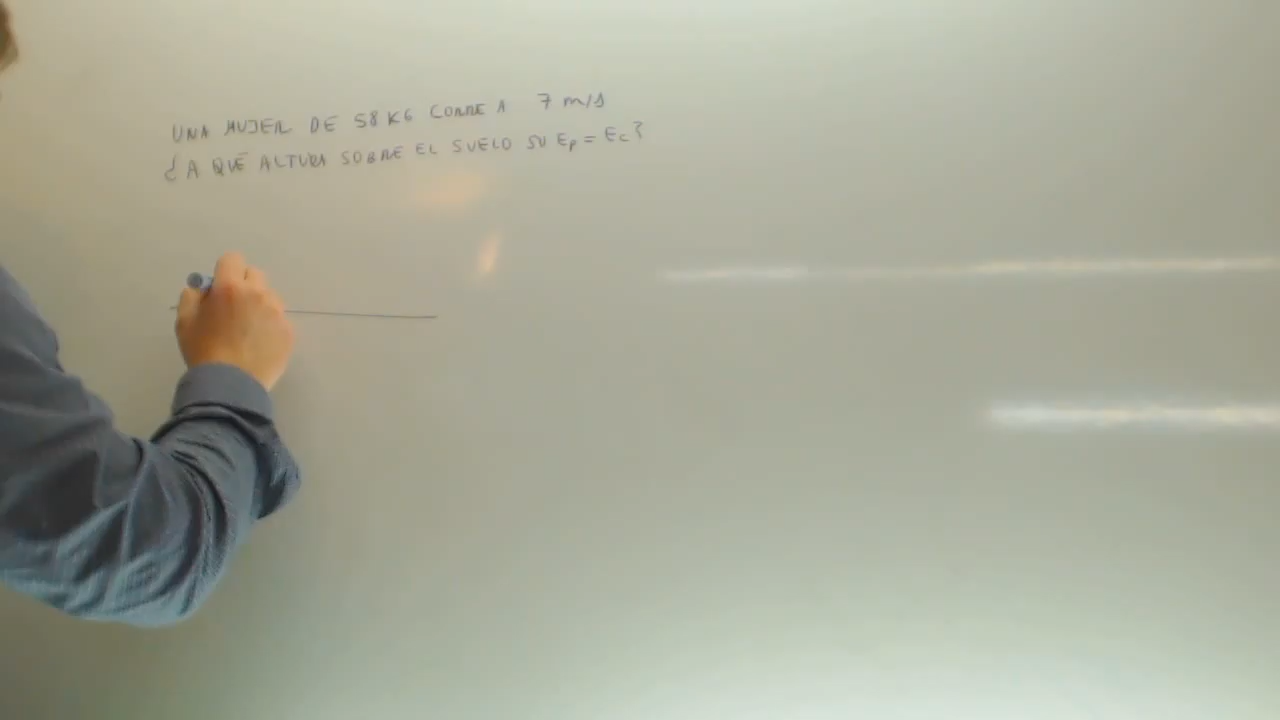 UNA MUJER DE 58 KG CORRE A 7 m/s
¿A QUÉ ALTURA SOBRE EL SUELO SU Ep = Ec?